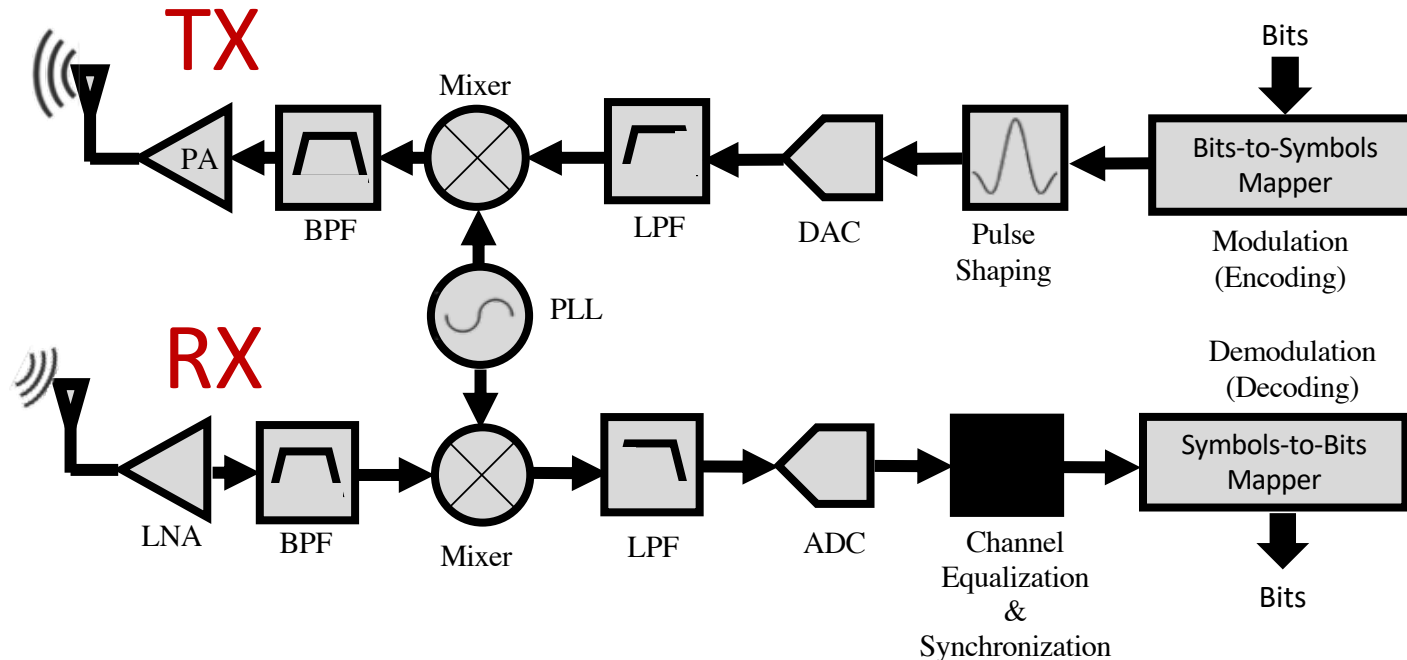 TX
Bits
Mixer
PA
Bits-to-Symbols
Mapper
BPF
LPF
DAC
Pulse
Shaping
Modulation
(Encoding)
PLL
RX
Demodulation
(Decoding)
Symbols-to-Bits
Mapper
LNA
BPF
Mixer
LPF
ADC
Channel
Equalization
&
Synchronization
Bits